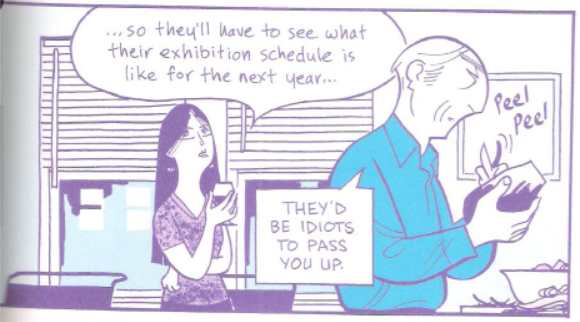 ...so they'll have to see what
their exhibition schedule is
like for the next year...
Peel
Peel
THEY'D
BE IDIOTS
TO PASS
YOU UP.